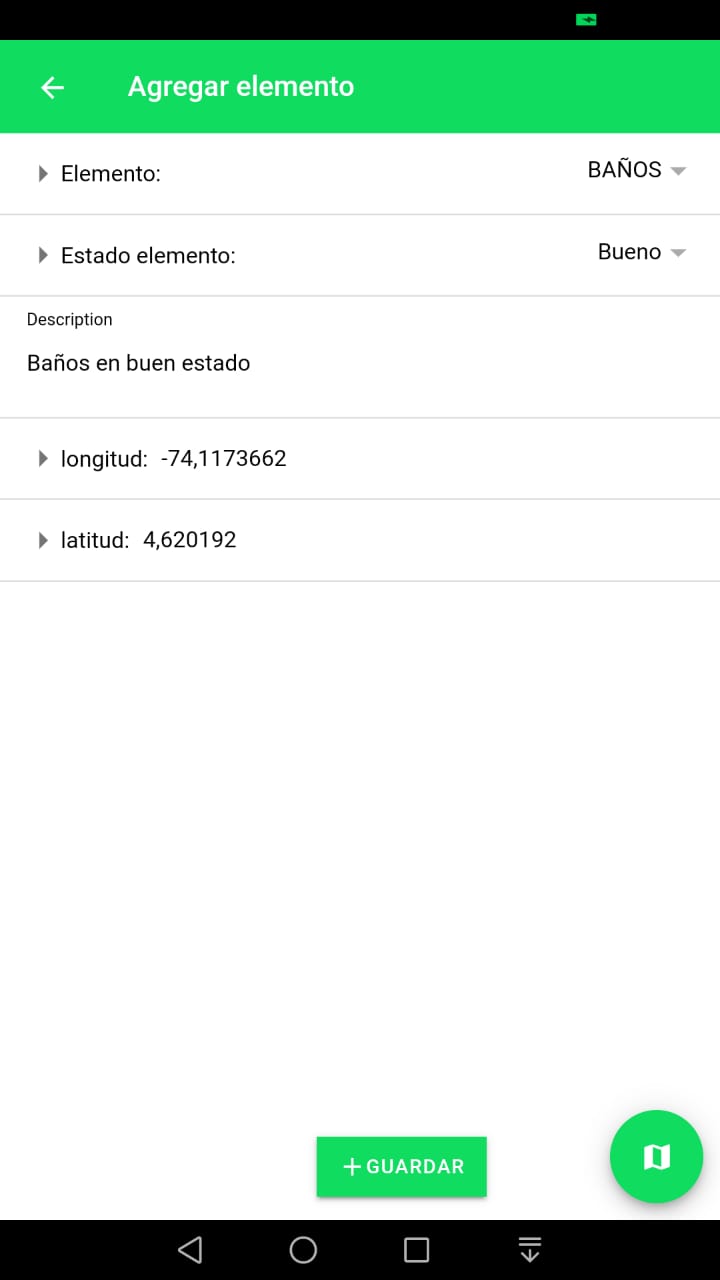 Agregar elemento
Elemento: BAÑOS
Estado elemento: Bueno
Description
Baños en buen estado
longitud: -74,1173662
latitud: 4,620192
+ GUARDAR